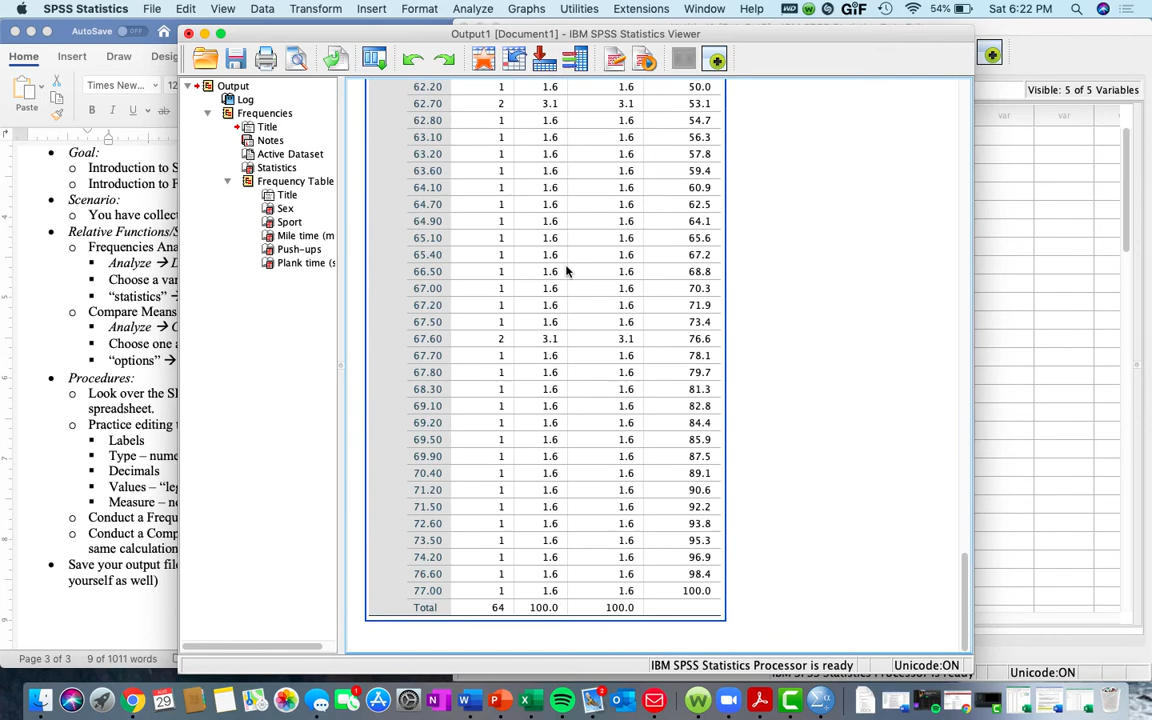 SPSS Statistics File Edit View Data Transform Insert Format Analyze Graphs Utilities Extensions Window Help GIF 54% Sat 6:22 PM
AutoSave OFF
Output1 [Document1] - IBM SPSS Statistics Viewer
Home Insert Draw Desig
Paste
Times New... 12
B I U ab
Visible: 5 of 5 Variables
var var
Output
Log
Frequencies
Title
Notes
Active Dataset
Statistics
Frequency Table
Title
Sex
Sport
Mile time (m
Push-ups
Plank time (s
• Goal:
o Introduction to S
o Introduction to F
• Scenario:
o You have collect
• Relative Functions/S
o Frequencies Ana
▪ Analyze → D
▪ Choose a var
▪ “statistics” →
o Compare Means
▪ Analyze → C
▪ Choose one a
▪ “options” →
• Procedures:
o Look over the SI
spreadsheet.
o Practice editing t
▪ Labels
▪ Type – nume
▪ Decimals
▪ Values – “leg
▪ Measure – no
o Conduct a Frequ
o Conduct a Comp
same calculation
• Save your output file
yourself as well)
62.20 1 1.6 1.6 50.0
62.70 2 3.1 3.1 53.1
62.80 1 1.6 1.6 54.7
63.10 1 1.6 1.6 56.3
63.20 1 1.6 1.6 57.8
63.60 1 1.6 1.6 59.4
64.10 1 1.6 1.6 60.9
64.70 1 1.6 1.6 62.5
64.90 1 1.6 1.6 64.1
65.10 1 1.6 1.6 65.6
65.40 1 1.6 1.6 67.2
66.50 1 1.6 1.6 68.8
67.00 1 1.6 1.6 70.3
67.20 1 1.6 1.6 71.9
67.50 1 1.6 1.6 73.4
67.60 2 3.1 3.1 76.6
67.70 1 1.6 1.6 78.1
67.80 1 1.6 1.6 79.7
68.30 1 1.6 1.6 81.3
69.10 1 1.6 1.6 82.8
69.20 1 1.6 1.6 84.4
69.50 1 1.6 1.6 85.9
69.90 1 1.6 1.6 87.5
70.40 1 1.6 1.6 89.1
71.20 1 1.6 1.6 90.6
71.50 1 1.6 1.6 92.2
72.60 1 1.6 1.6 93.8
73.50 1 1.6 1.6 95.3
74.20 1 1.6 1.6 96.9
76.60 1 1.6 1.6 98.4
77.00 1 1.6 1.6 100.0
Total 64 100.0 100.0
Page 3 of 3 9 of 1011 words
IBM SPSS Statistics Processor is ready Unicode:ON
Unicode:ON
AUG
29